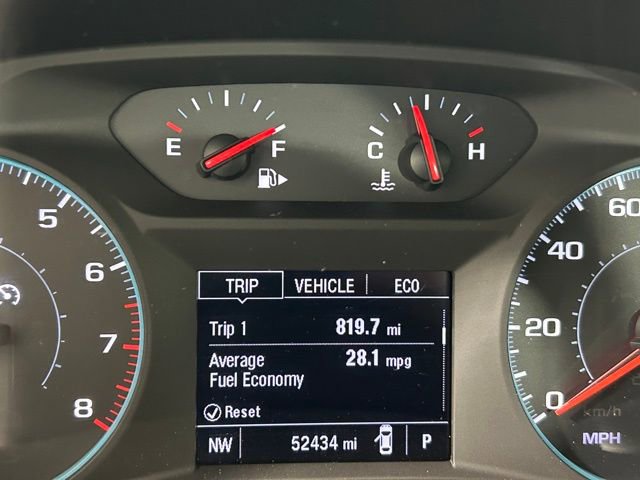 E F C H
5 60
6 40
TRIP VEHICLE ECO
Trip 1 819.7 mi
7 20
Average 28.1 mpg
Fuel Economy
8 0
Reset km/h
NW 52434 mi P MPH